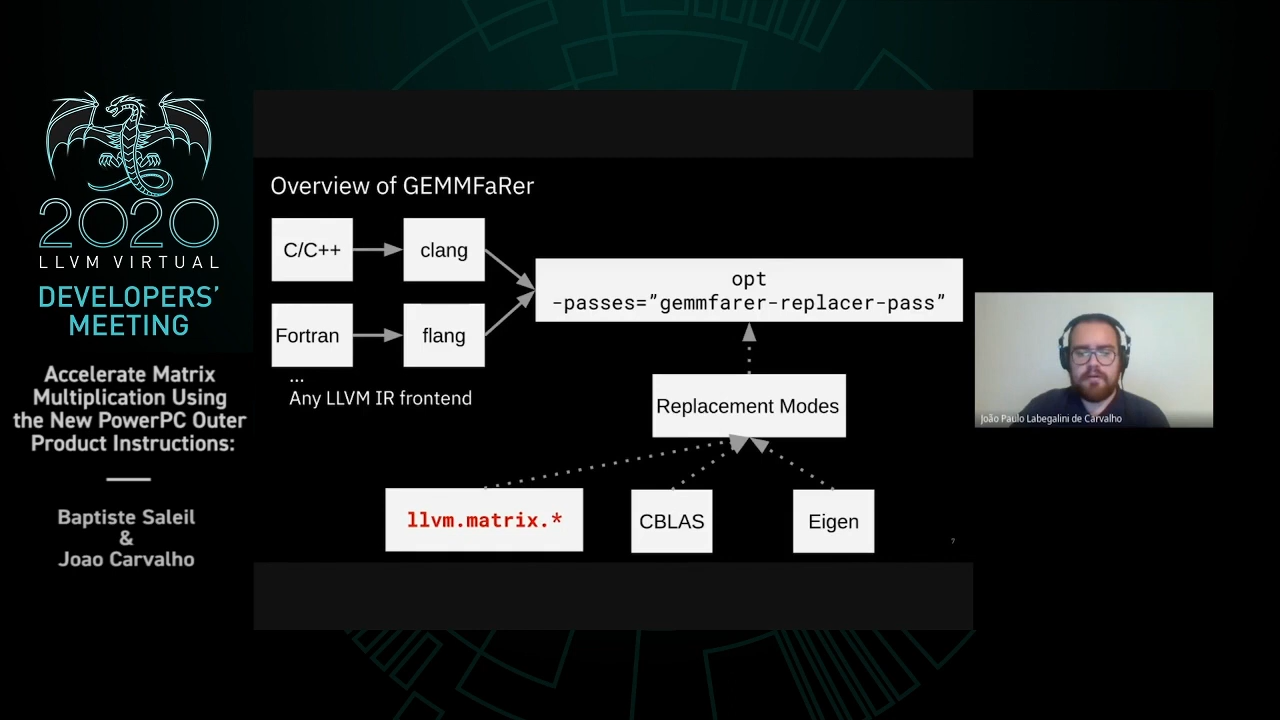 2020
LLVM VIRTUAL
DEVELOPERS'
MEETING
Accelerate Matrix
Multiplication Using
the New PowerPC Outer
Product Instructions:
Baptiste Saleil
&
Joao Carvalho
Overview of GEMMFaRer
C/C++
clang
opt
-passes=”gemmfarer-replacer-pass”
Fortran
flang
...
Any LLVM IR frontend
Replacement Modes
llvm.matrix.*
CBLAS
Eigen
7
João Paulo Labegalini de Carvalho